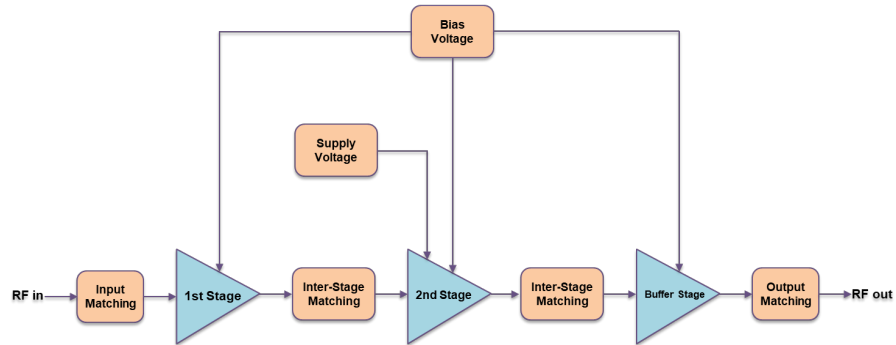 Bias
Voltage
Supply
Voltage
RF in
Input
Matching
1st Stage
Inter-Stage
Matching
2nd Stage
Inter-Stage
Matching
Buffer Stage
Output
Matching
RF out